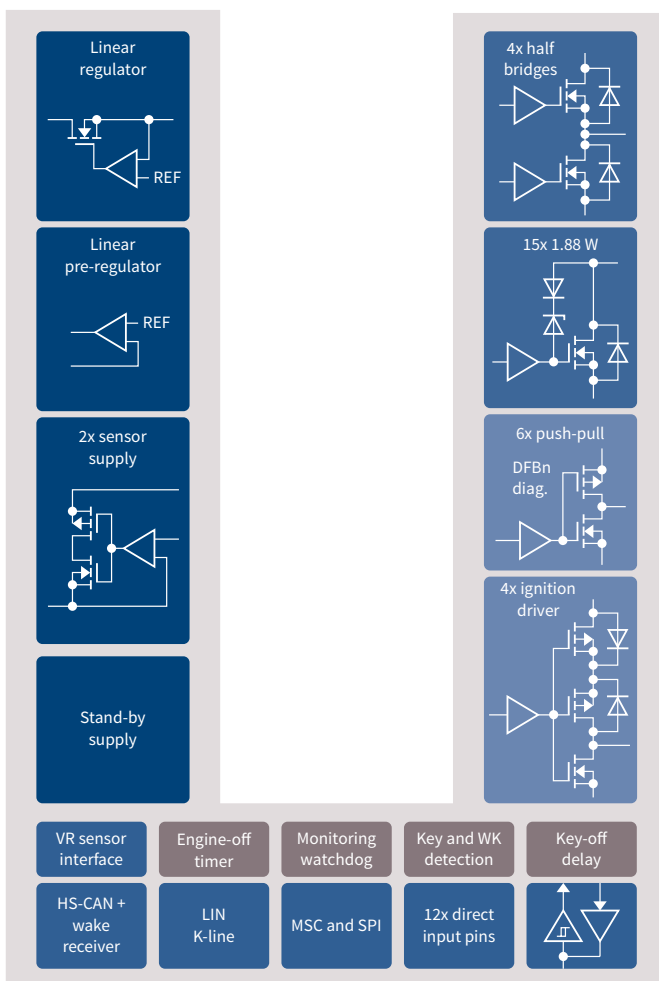 Linear
regulator
REF
Linear
pre-regulator
REF
2x sensor
supply
Stand-by
supply
4x half
bridges
15x 1.88 W
6x push-pull
DFBn
diag.
4x ignition
driver
VR sensor
interface
Engine-off
timer
Monitoring
watchdog
Key and WK
detection
Key-off
delay
HS-CAN +
wake
receiver
LIN
K-line
MSC and SPI
12x direct
input pins